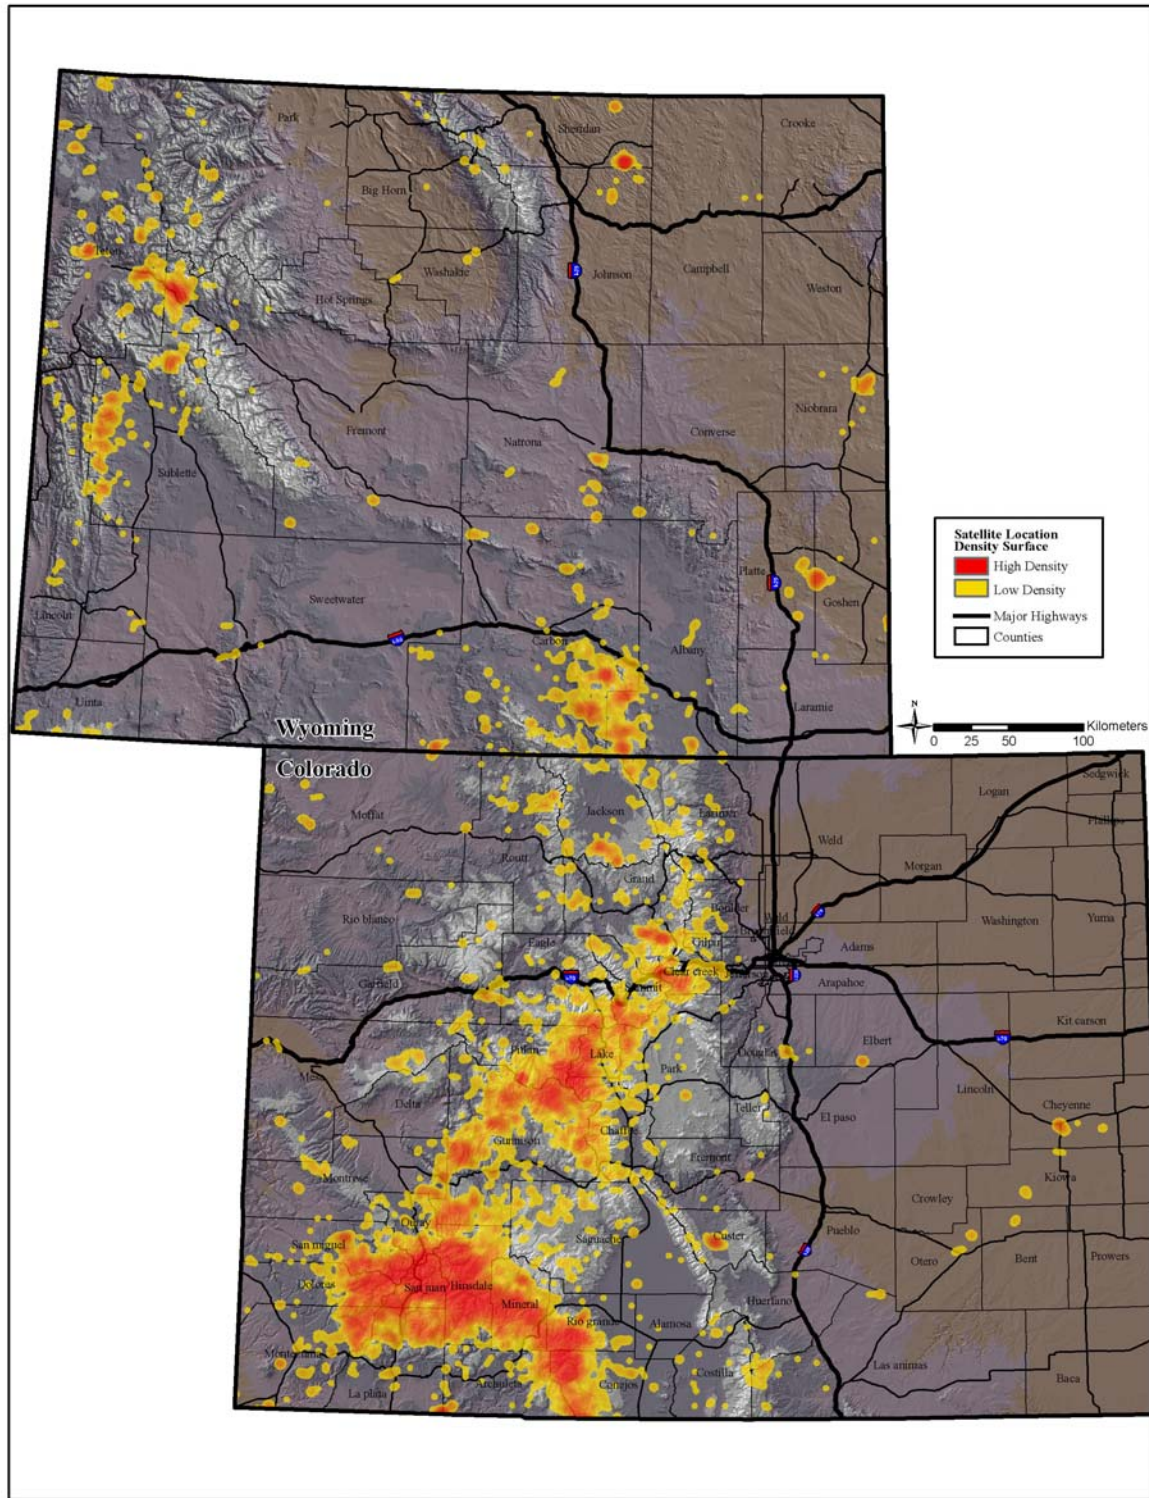 Park
Sheridan
Crooke
Big Horn
Teton
Washakie
Johnson
Campbell
Weston
Hot Springs
Niobrara
Fremont
Natrona
Converse
Sublette
Platte
Goshen
Lincoln
Sweetwater
Carbon
Albany
Uinta
Laramie
Wyoming
Satellite Location
Density Surface
High Density
Low Density
Major Highways
Counties
N
Kilometers
0 25 50 100
Colorado
Sedgwick
Logan
Phillips
Moffat
Jackson
Larimer
Weld
Routt
Morgan
Grand
Boulder
Rio blanco
Washington
Yuma
Weld
Eagle
Gilpin
Adams
Clear creek
Garfield
Summit
Arapahoe
Kit carson
Elbert
Pitkin
Lake
Douglas
Park
Mesa
Lincoln
Delta
Teller
Cheyenne
El paso
Chaffee
Gunnison
Fremont
Montrose
Kiowa
Crowley
Ouray
Pueblo
Saguache
Custer
San miguel
Otero
Bent
Prowers
Dolores
San juan
Hinsdale
Mineral
Huerfano
Rio grande
Alamosa
Montezuma
Las animas
Costilla
Archuleta
Conejos
Baca
La plata